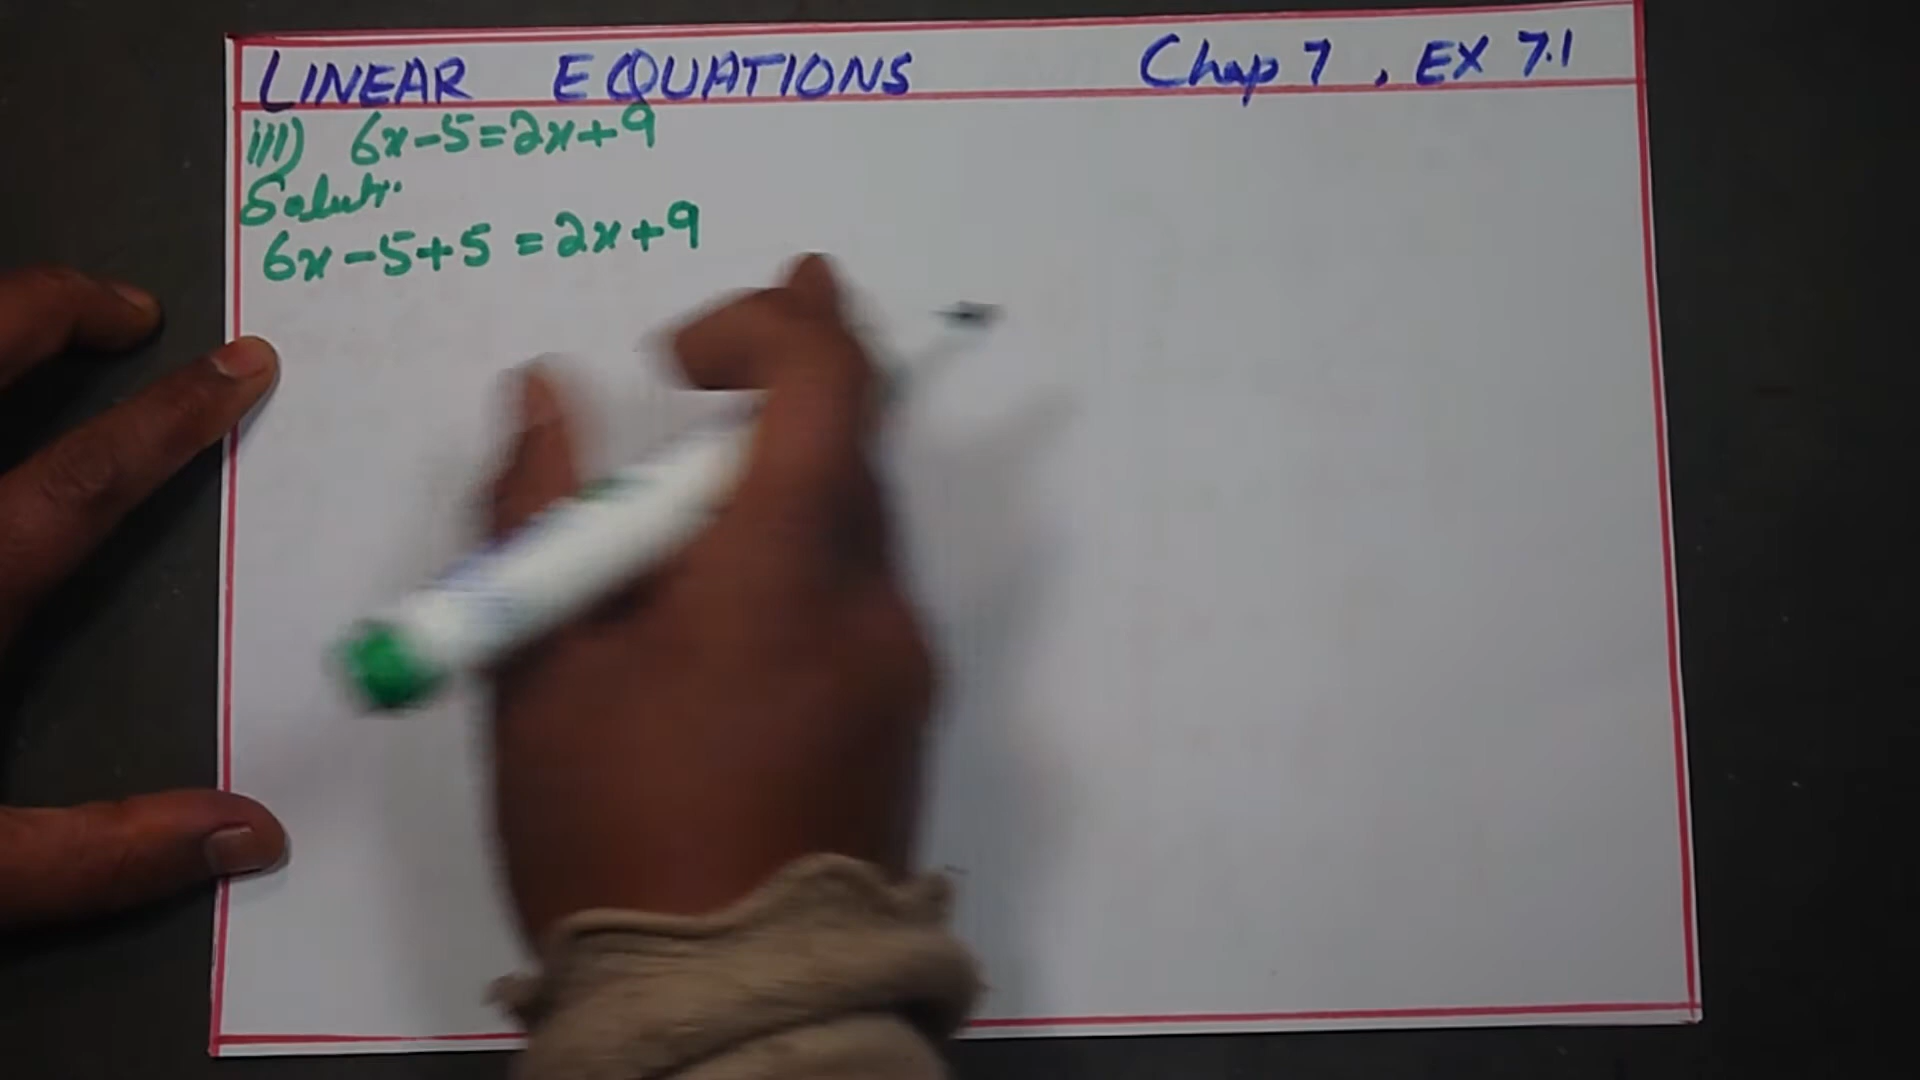 LINEAR EQUATIONS Chap 7, EX 7.1
iii) 6x-5=2x+9
Solut:
6x-5+5=2x+9